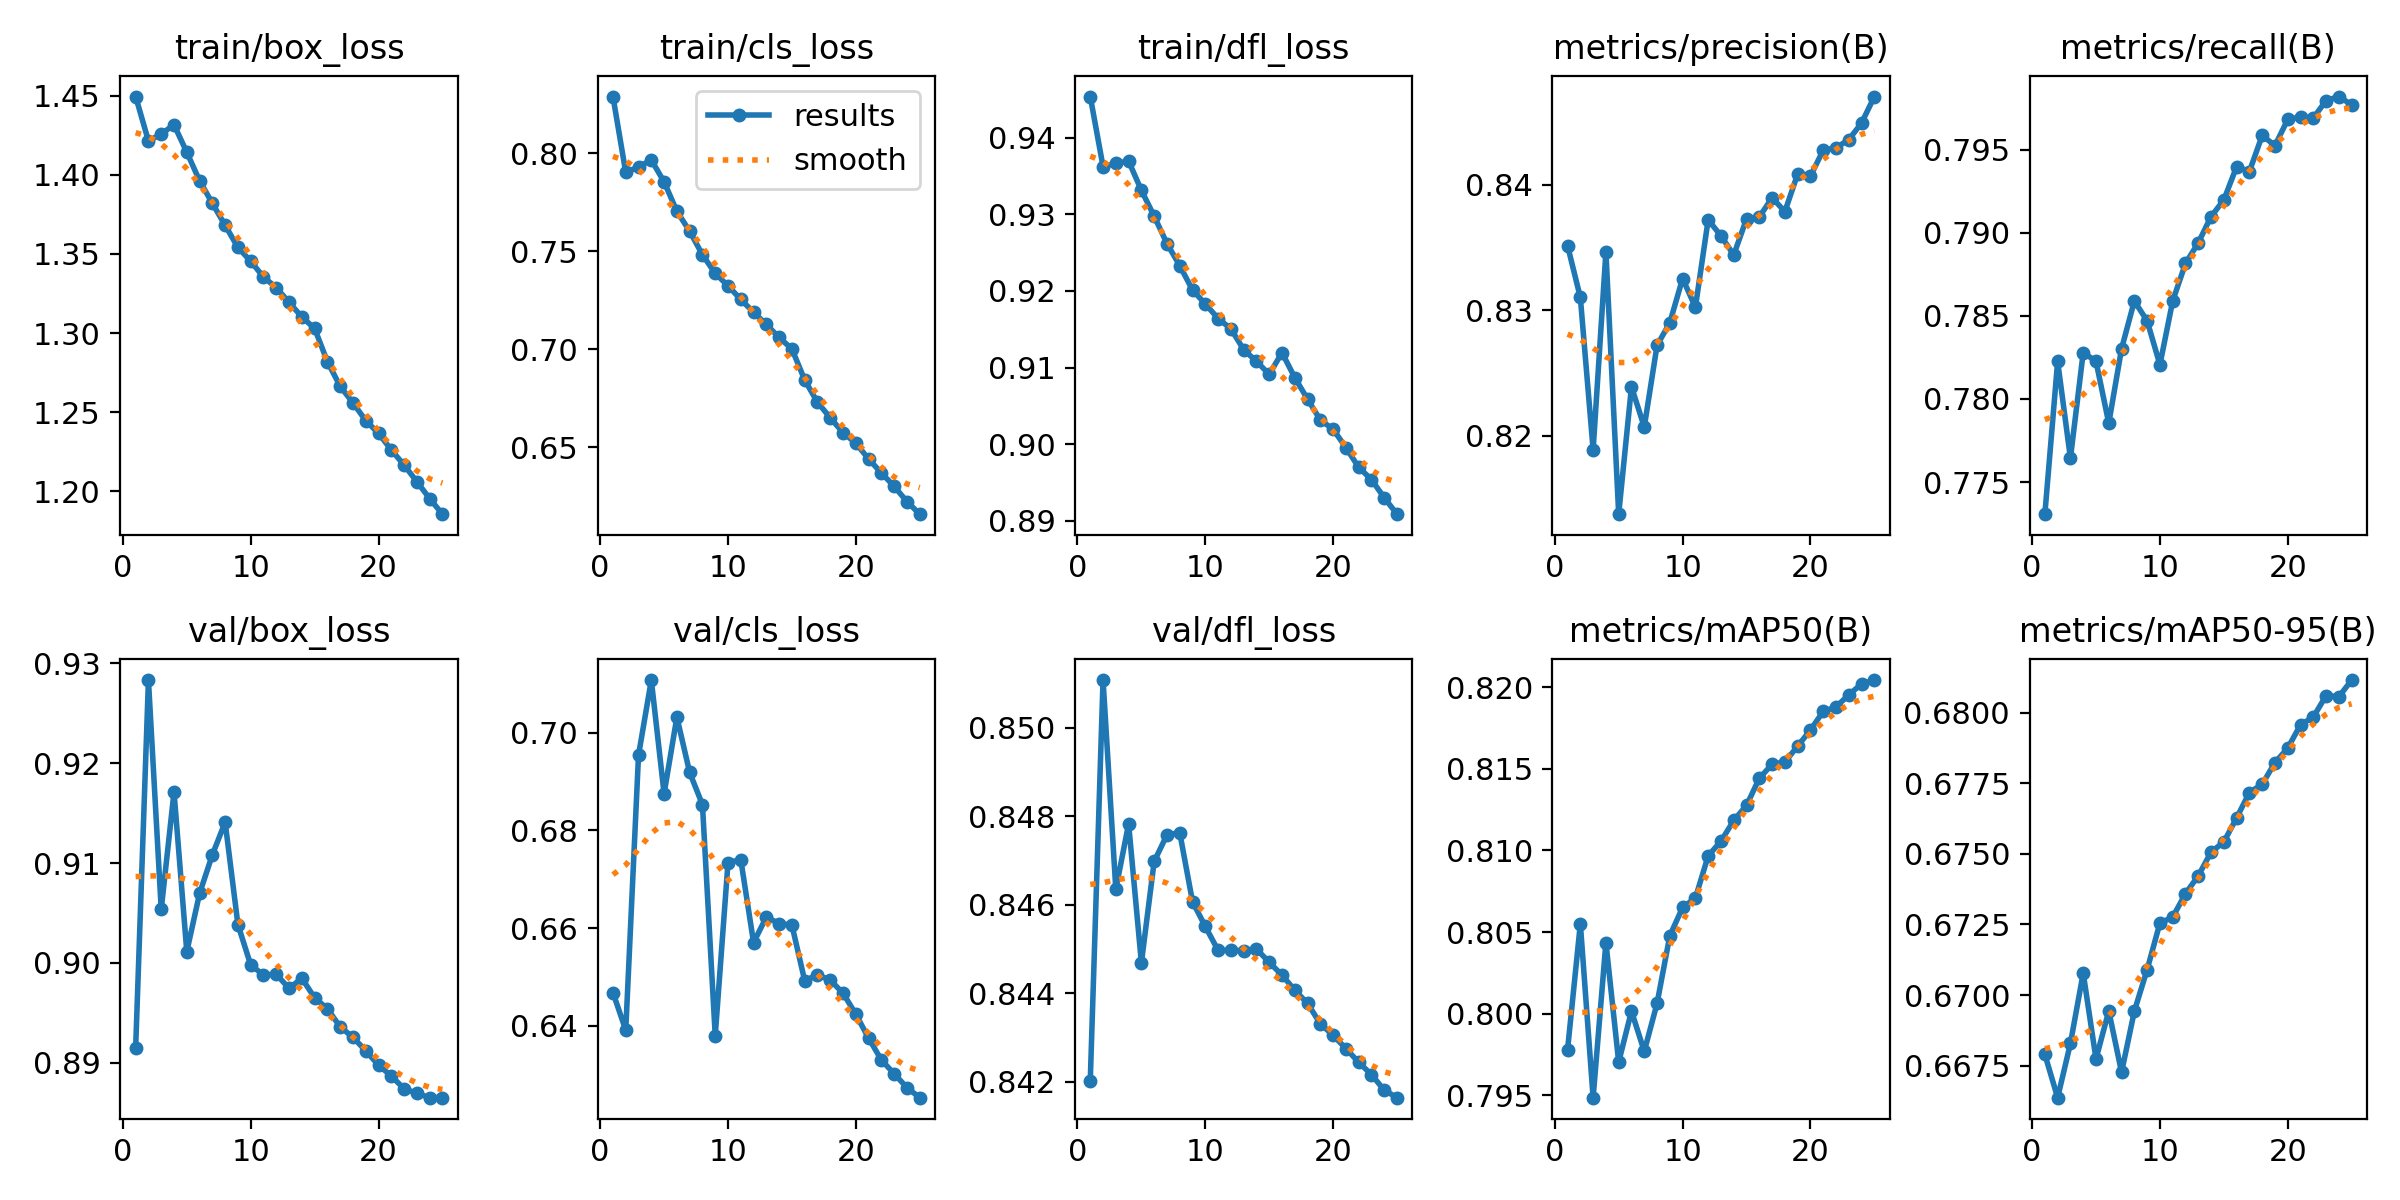 train/box_loss
1.45
1.40
1.35
1.30
1.25
1.20
0 10 20
train/cls_loss
results
smooth
0.80
0.75
0.70
0.65
0 10 20
train/dfl_loss
0.94
0.93
0.92
0.91
0.90
0.89
0 10 20
metrics/precision(B)
0.84
0.83
0.82
0 10 20
metrics/recall(B)
0.795
0.790
0.785
0.780
0.775
0 10 20
val/box_loss
0.93
0.92
0.91
0.90
0.89
0 10 20
val/cls_loss
0.70
0.68
0.66
0.64
0 10 20
val/dfl_loss
0.850
0.848
0.846
0.844
0.842
0 10 20
metrics/mAP50(B)
0.820
0.815
0.810
0.805
0.800
0.795
0 10 20
metrics/mAP50-95(B)
0.6800
0.6775
0.6750
0.6725
0.6700
0.6675
0 10 20